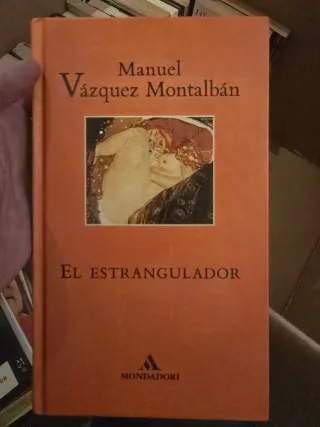 Manuel
Vázquez Montalbán
El estrangulador
MONDADORI